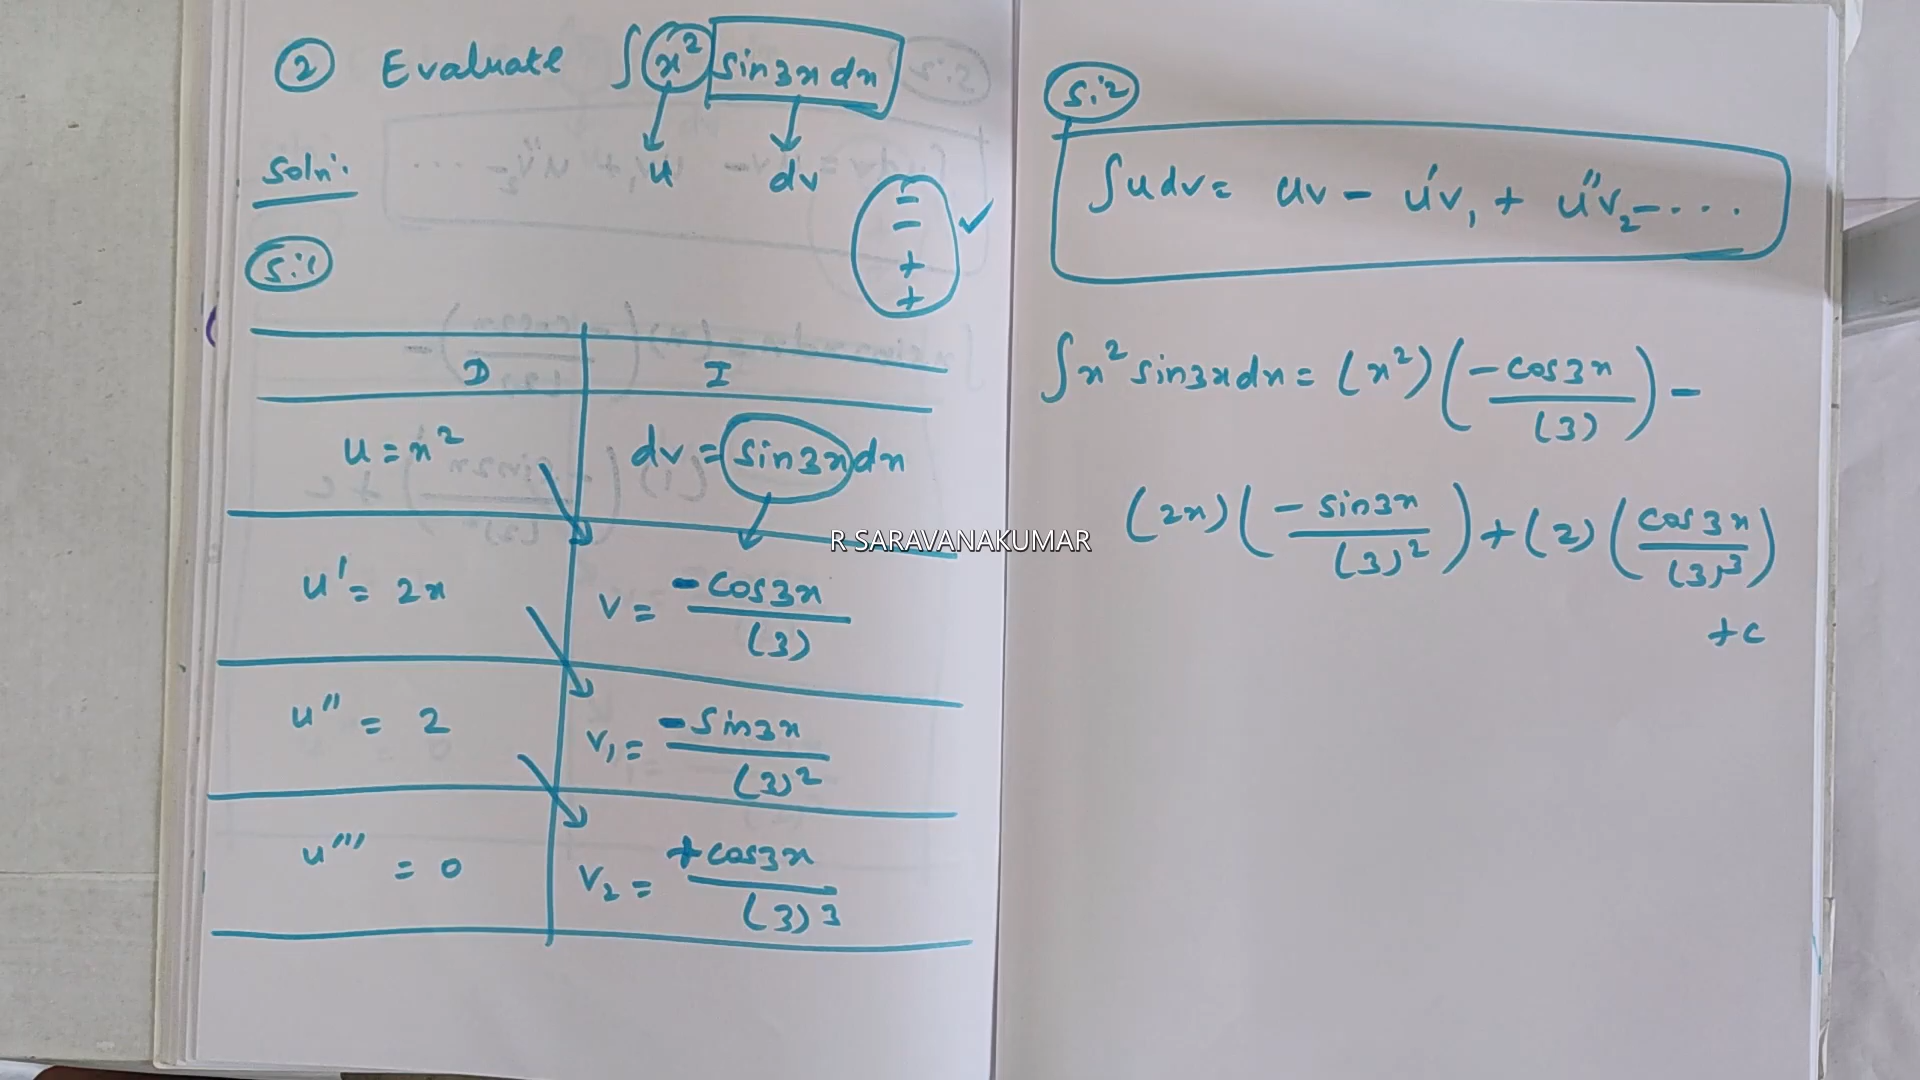 ② Evaluate ∫ x² sin3x dx
u dv
Soln:
-
-
+
+
✓
S:1
D I
u = x² dv = sin3x dx
u' = 2x v = -cos3x/(3)
u'' = 2 v₁ = -sin3x/(3)²
u''' = 0 v₂ = +cos3x/(3)³
R SARAVANAKUMAR
S:2
∫u dv = uv - u'v₁ + u''v₂ - ....
∫x² sin3x dx = (x²)(-cos3x/(3)) -
(2x)(-sin3x/(3)²) + (2)(cos3x/(3)³)
+c